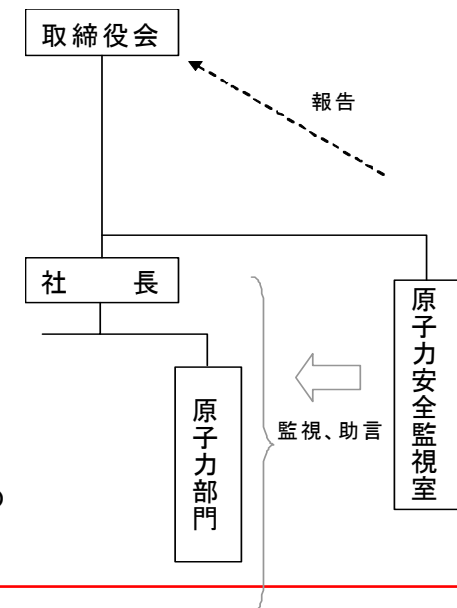 取締役会
報告
社　　長
原子力安全監視室
監視、助言
原子力部門
の